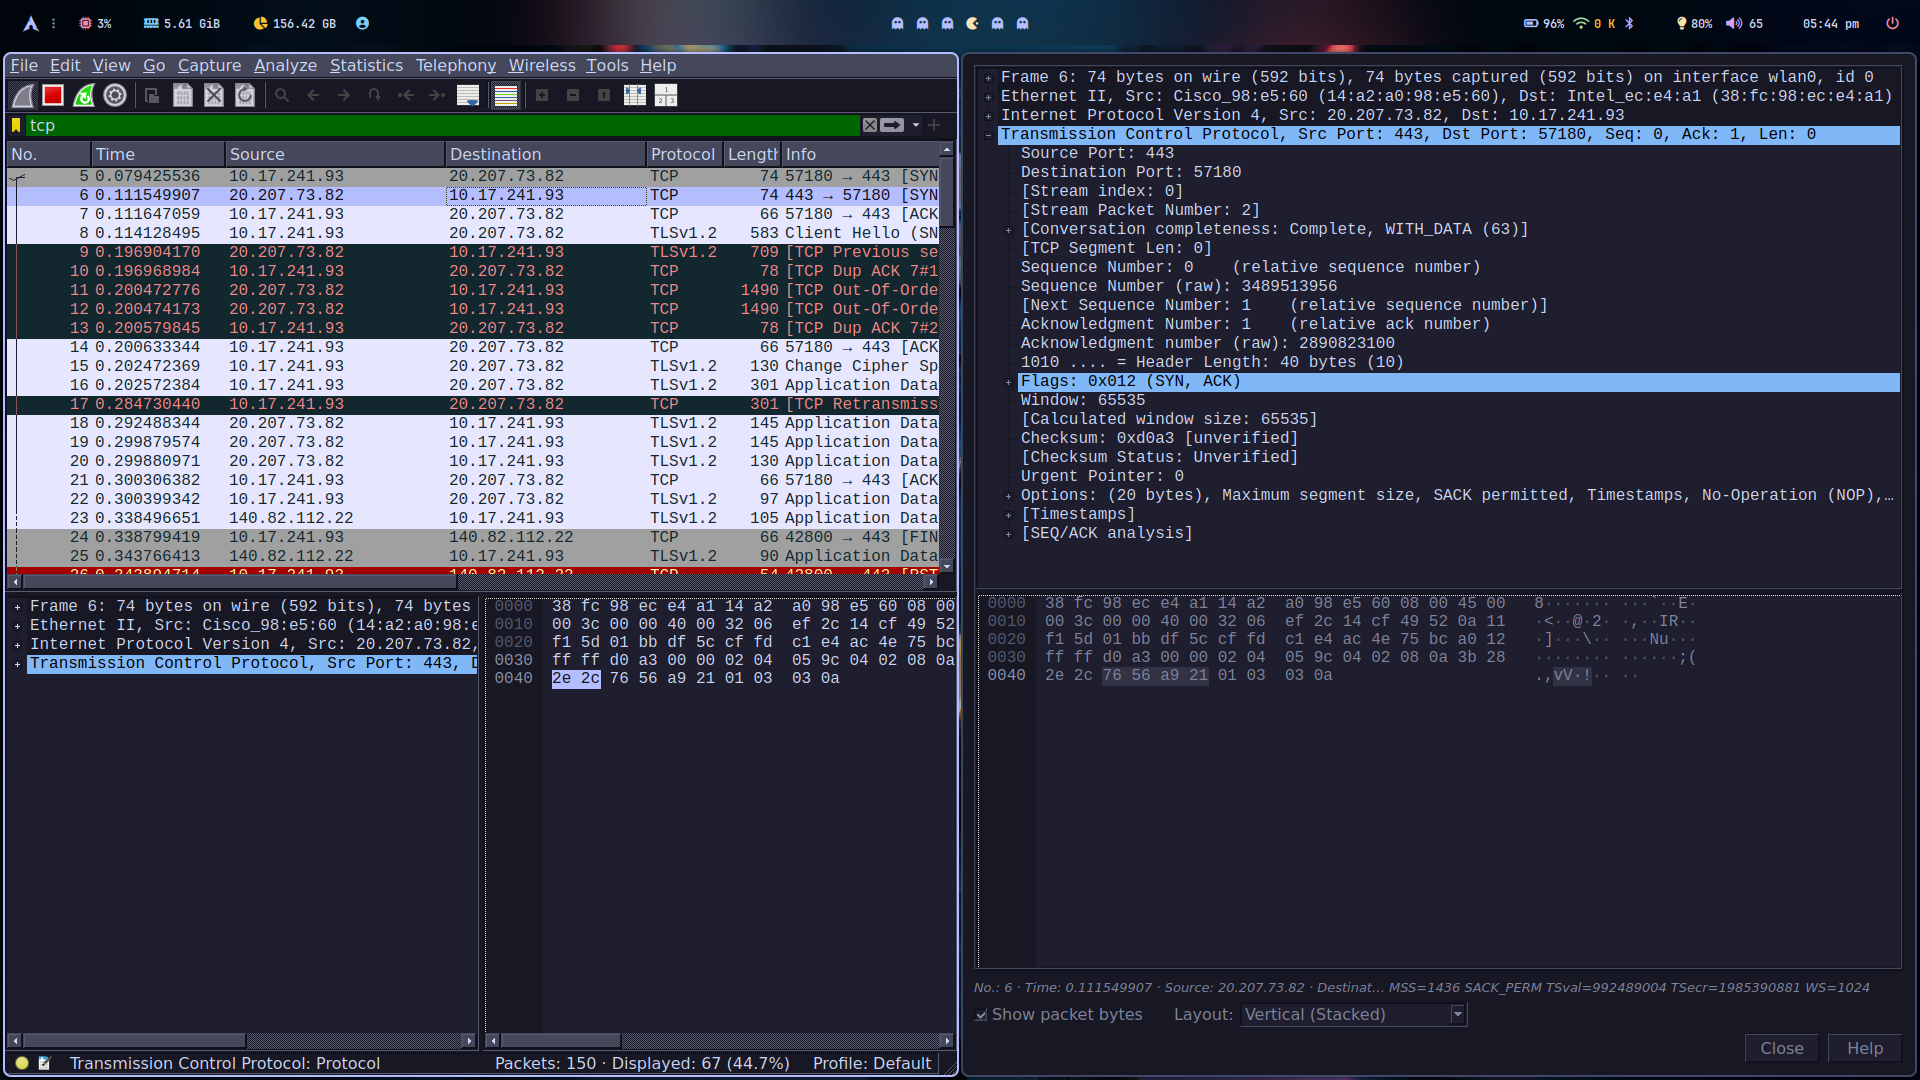 3% 5.61 GiB 156.42 GB 96% 0 K 80% 65 05:44 pm
File Edit View Go Capture Analyze Statistics Telephony Wireless Tools Help
tcp
No. Time Source Destination Protocol Length Info
5 0.079425536 10.17.241.93 20.207.73.82 TCP 74 57180 → 443 [SYN
6 0.111549907 20.207.73.82 10.17.241.93 TCP 74 443 → 57180 [SYN
7 0.111647059 10.17.241.93 20.207.73.82 TCP 66 57180 → 443 [ACK
8 0.114128495 10.17.241.93 20.207.73.82 TLSv1.2 583 Client Hello (SN
9 0.196904170 20.207.73.82 10.17.241.93 TLSv1.2 709 [TCP Previous se
10 0.196968984 10.17.241.93 20.207.73.82 TCP 78 [TCP Dup ACK 7#1
11 0.200472776 20.207.73.82 10.17.241.93 TCP 1490 [TCP Out-Of-Orde
12 0.200474173 20.207.73.82 10.17.241.93 TCP 1490 [TCP Out-Of-Orde
13 0.200579845 10.17.241.93 20.207.73.82 TCP 78 [TCP Dup ACK 7#2
14 0.200633344 10.17.241.93 20.207.73.82 TCP 66 57180 → 443 [ACK
15 0.202472369 10.17.241.93 20.207.73.82 TLSv1.2 130 Change Cipher Sp
16 0.202572384 10.17.241.93 20.207.73.82 TLSv1.2 301 Application Data
17 0.284730440 10.17.241.93 20.207.73.82 TCP 301 [TCP Retransmiss
18 0.292488344 20.207.73.82 10.17.241.93 TLSv1.2 145 Application Data
19 0.299879574 20.207.73.82 10.17.241.93 TLSv1.2 145 Application Data
20 0.299880971 20.207.73.82 10.17.241.93 TLSv1.2 130 Application Data
21 0.300306382 10.17.241.93 20.207.73.82 TCP 66 57180 → 443 [ACK
22 0.300399342 10.17.241.93 20.207.73.82 TLSv1.2 97 Application Data
23 0.338496651 140.82.112.22 10.17.241.93 TLSv1.2 105 Application Data
24 0.338799419 10.17.241.93 140.82.112.22 TCP 66 42800 → 443 [FIN
25 0.343766413 140.82.112.22 10.17.241.93 TLSv1.2 90 Application Data
26 0.343894714 10.17.241.93 140.82.112.22 TCP 54 42800 → 443 [RST
Frame 6: 74 bytes on wire (592 bits), 74 bytes
Ethernet II, Src: Cisco_98:e5:60 (14:a2:a0:98:e
Internet Protocol Version 4, Src: 20.207.73.82,
Transmission Control Protocol, Src Port: 443, D
0000 38 fc 98 ec e4 a1 14 a2 a0 98 e5 60 08 00
0010 00 3c 00 00 40 00 32 06 ef 2c 14 cf 49 52
0020 f1 5d 01 bb df 5c cf fd c1 e4 ac 4e 75 bc
0030 ff ff d0 a3 00 00 02 04 05 9c 04 02 08 0a
0040 2e 2c 76 56 a9 21 01 03 03 0a
Transmission Control Protocol: Protocol Packets: 150 · Displayed: 67 (44.7%) Profile: Default
Frame 6: 74 bytes on wire (592 bits), 74 bytes captured (592 bits) on interface wlan0, id 0
Ethernet II, Src: Cisco_98:e5:60 (14:a2:a0:98:e5:60), Dst: Intel_ec:e4:a1 (38:fc:98:ec:e4:a1)
Internet Protocol Version 4, Src: 20.207.73.82, Dst: 10.17.241.93
Transmission Control Protocol, Src Port: 443, Dst Port: 57180, Seq: 0, Ack: 1, Len: 0
Source Port: 443
Destination Port: 57180
[Stream index: 0]
[Stream Packet Number: 2]
[Conversation completeness: Complete, WITH_DATA (63)]
[TCP Segment Len: 0]
Sequence Number: 0 (relative sequence number)
Sequence Number (raw): 3489513956
[Next Sequence Number: 1 (relative sequence number)]
Acknowledgment Number: 1 (relative ack number)
Acknowledgment number (raw): 2890823100
1010 .... = Header Length: 40 bytes (10)
Flags: 0x012 (SYN, ACK)
Window: 65535
[Calculated window size: 65535]
Checksum: 0xd0a3 [unverified]
[Checksum Status: Unverified]
Urgent Pointer: 0
Options: (20 bytes), Maximum segment size, SACK permitted, Timestamps, No-Operation (NOP),…
[Timestamps]
[SEQ/ACK analysis]
0000 38 fc 98 ec e4 a1 14 a2 a0 98 e5 60 08 00 45 00 8······· ···`··E·
0010 00 3c 00 00 40 00 32 06 ef 2c 14 cf 49 52 0a 11 ·<··@·2· ·,··IR··
0020 f1 5d 01 bb df 5c cf fd c1 e4 ac 4e 75 bc a0 12 ·]···\·· ···Nu···
0030 ff ff d0 a3 00 00 02 04 05 9c 04 02 08 0a 3b 28 ········ ······;(
0040 2e 2c 76 56 a9 21 01 03 03 0a .,vV·!·· ··
No.: 6 · Time: 0.111549907 · Source: 20.207.73.82 · Destinat… MSS=1436 SACK_PERM TSval=992489004 TSecr=1985390881 WS=1024
Show packet bytes Layout: Vertical (Stacked)
Close Help